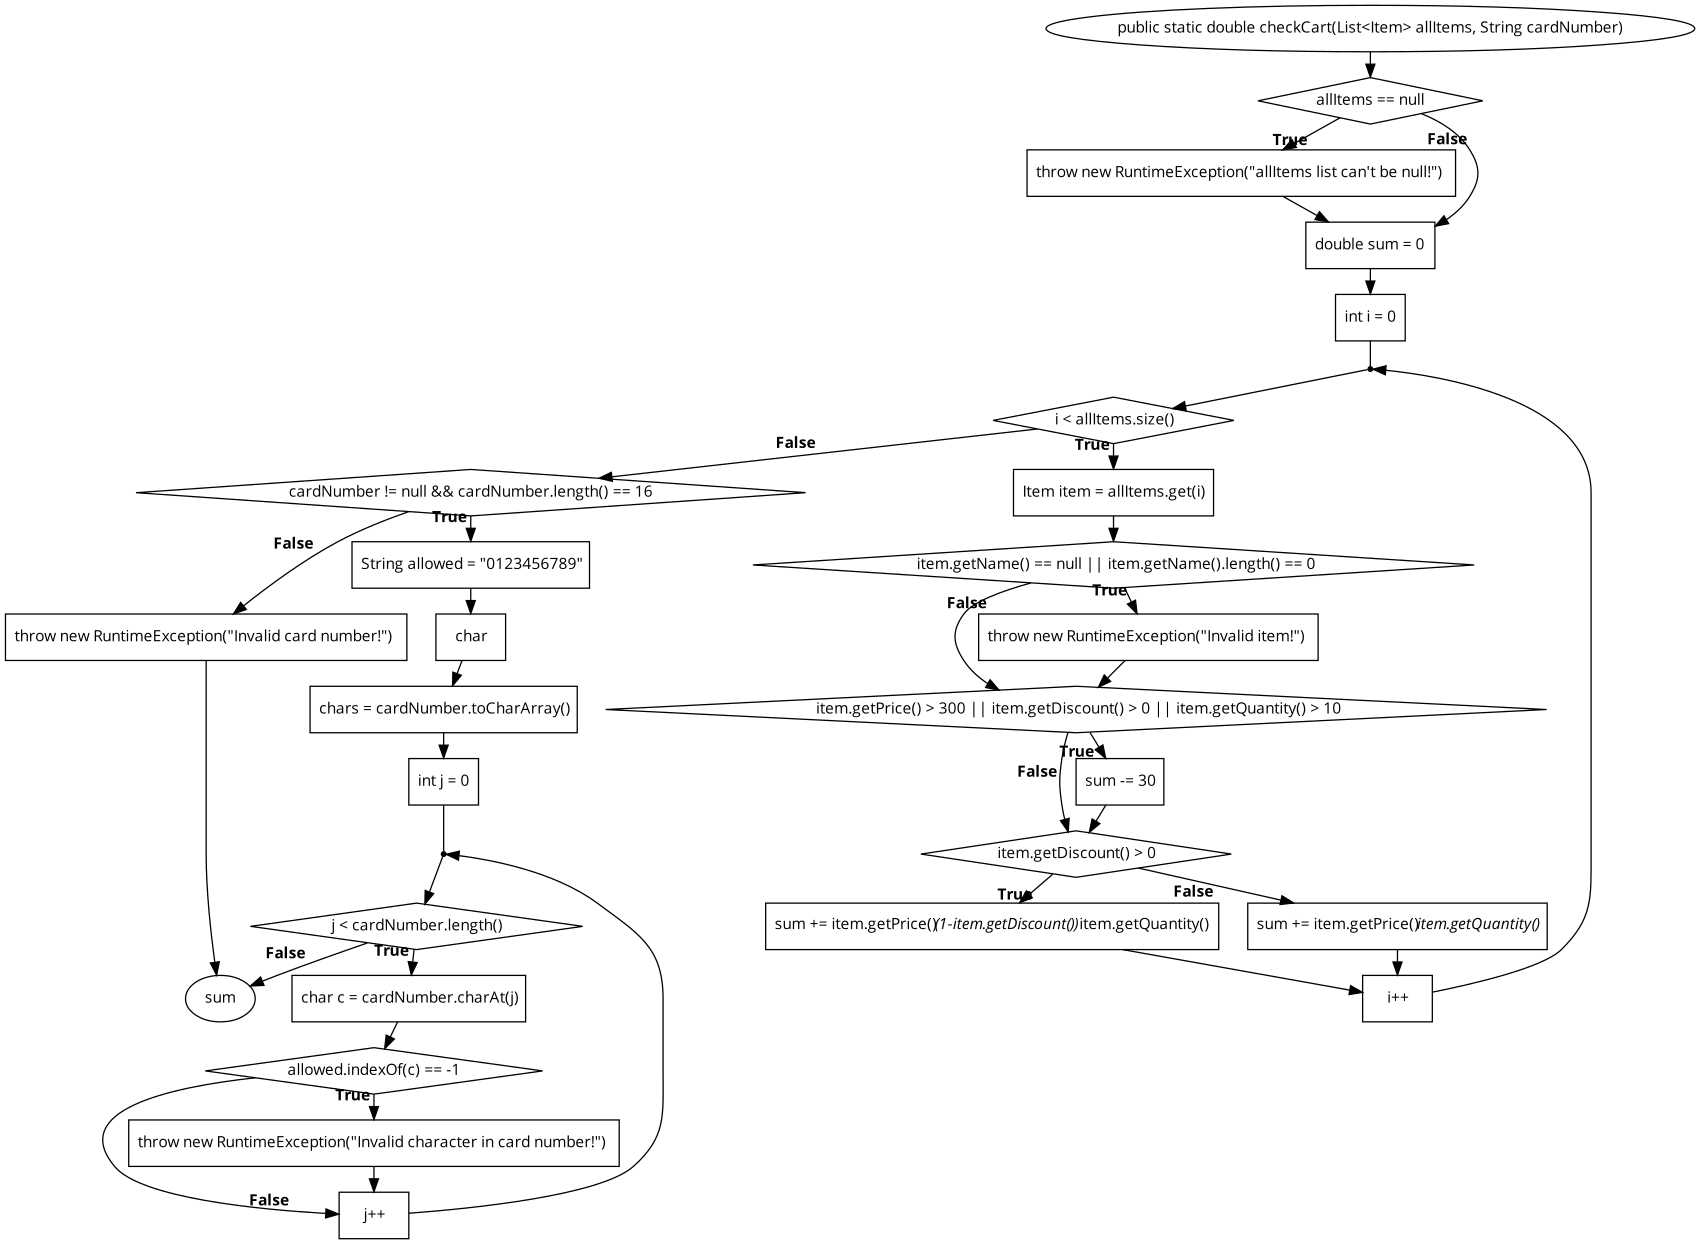 public static double checkCart(List<Item> allItems, String cardNumber)
allItems == null
True
False
throw new RuntimeException("allItems list can't be null!")
double sum = 0
int i = 0
i < allItems.size()
False
True
cardNumber != null && cardNumber.length() == 16
Item item = allItems.get(i)
True
False
String allowed = "0123456789"
item.getName() == null || item.getName().length() == 0
True
False
throw new RuntimeException("Invalid card number!")
char
throw new RuntimeException("Invalid item!")
chars = cardNumber.toCharArray()
item.getPrice() > 300 || item.getDiscount() > 0 || item.getQuantity() > 10
True
False
int j = 0
sum -= 30
item.getDiscount() > 0
True
False
j < cardNumber.length()
sum += item.getPrice()(1-item.getDiscount())item.getQuantity()
sum += item.getPrice()item.getQuantity()
False
True
sum
char c = cardNumber.charAt(j)
i++
allowed.indexOf(c) == -1
True
throw new RuntimeException("Invalid character in card number!")
False
j++